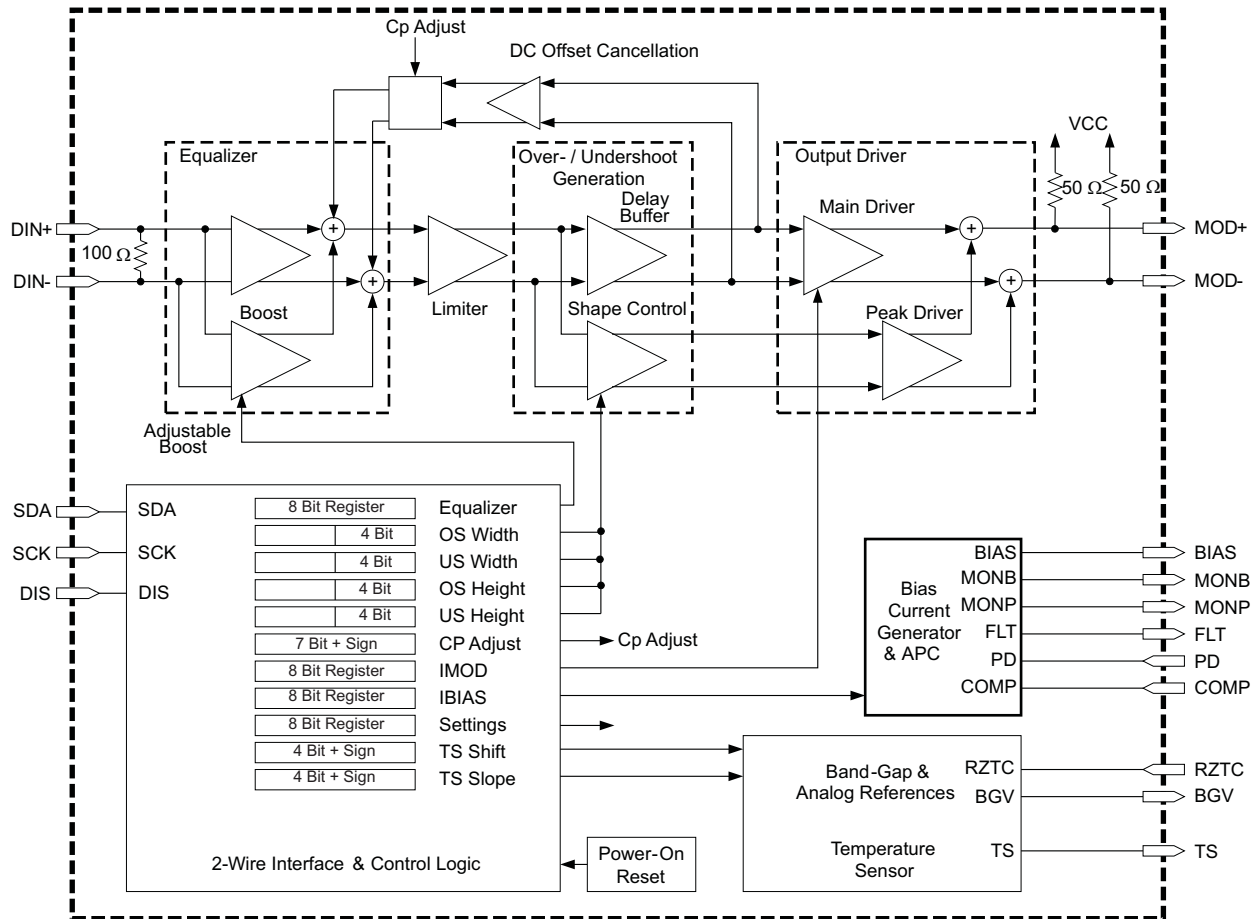 Cp Adjust
DC Offset Cancellation
VCC
Equalizer
Over- / Undershoot
Generation
Output Driver
50 Ω
50 Ω
Delay
Buffer
Main Driver
DIN+
MOD+
100 Ω
DIN-
MOD-
Boost
Limiter
Shape Control
Peak Driver
Adjustable
Boost
SDA
SDA
8 Bit Register
Equalizer
4 Bit
OS Width
SCK
SCK
4 Bit
US Width
BIAS
BIAS
MONB
MONB
DIS
DIS
4 Bit
OS Height
Bias
Current
Generator
& APC
MONP
MONP
4 Bit
US Height
FLT
FLT
7 Bit + Sign
CP Adjust
Cp Adjust
PD
PD
8 Bit Register
IMOD
COMP
COMP
8 Bit Register
IBIAS
8 Bit Register
Settings
4 Bit + Sign
TS Shift
4 Bit + Sign
TS Slope
Band-Gap &
Analog References
RZTC
RZTC
BGV
BGV
2-Wire Interface & Control Logic
Power-On
Reset
Temperature
Sensor
TS
TS